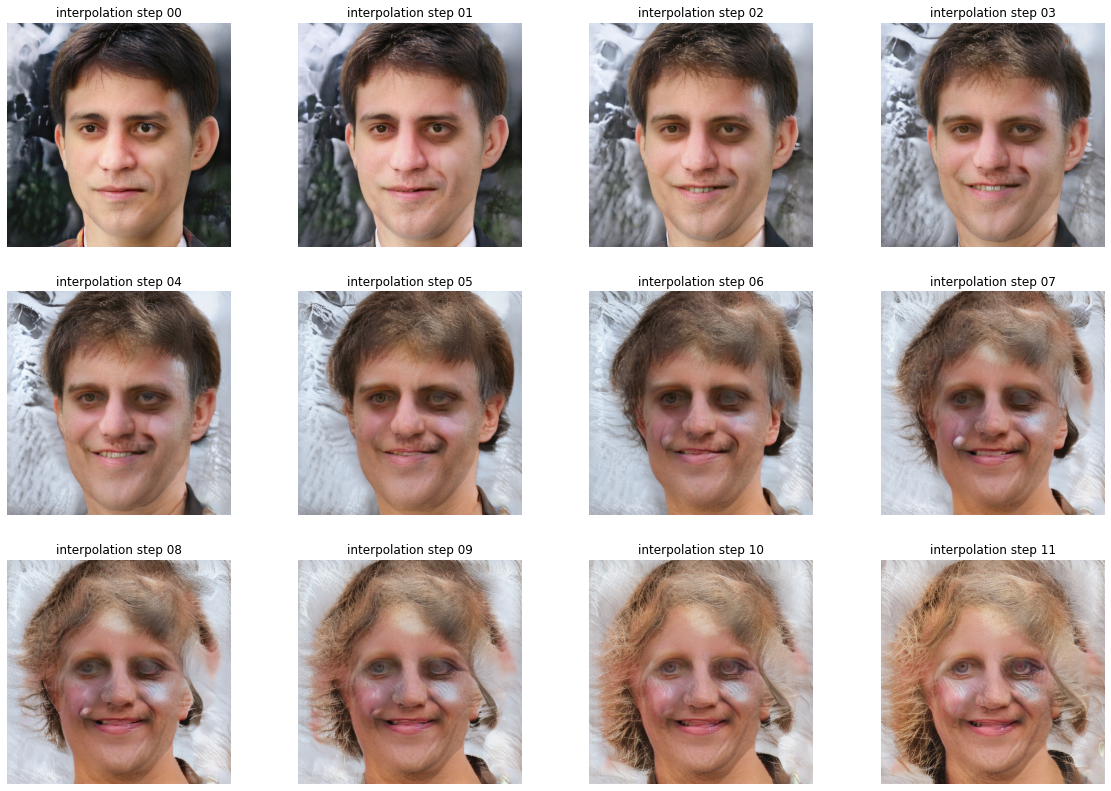 interpolation step 00
interpolation step 01
interpolation step 02
interpolation step 03
interpolation step 04
interpolation step 05
interpolation step 06
interpolation step 07
interpolation step 08
interpolation step 09
interpolation step 10
interpolation step 11